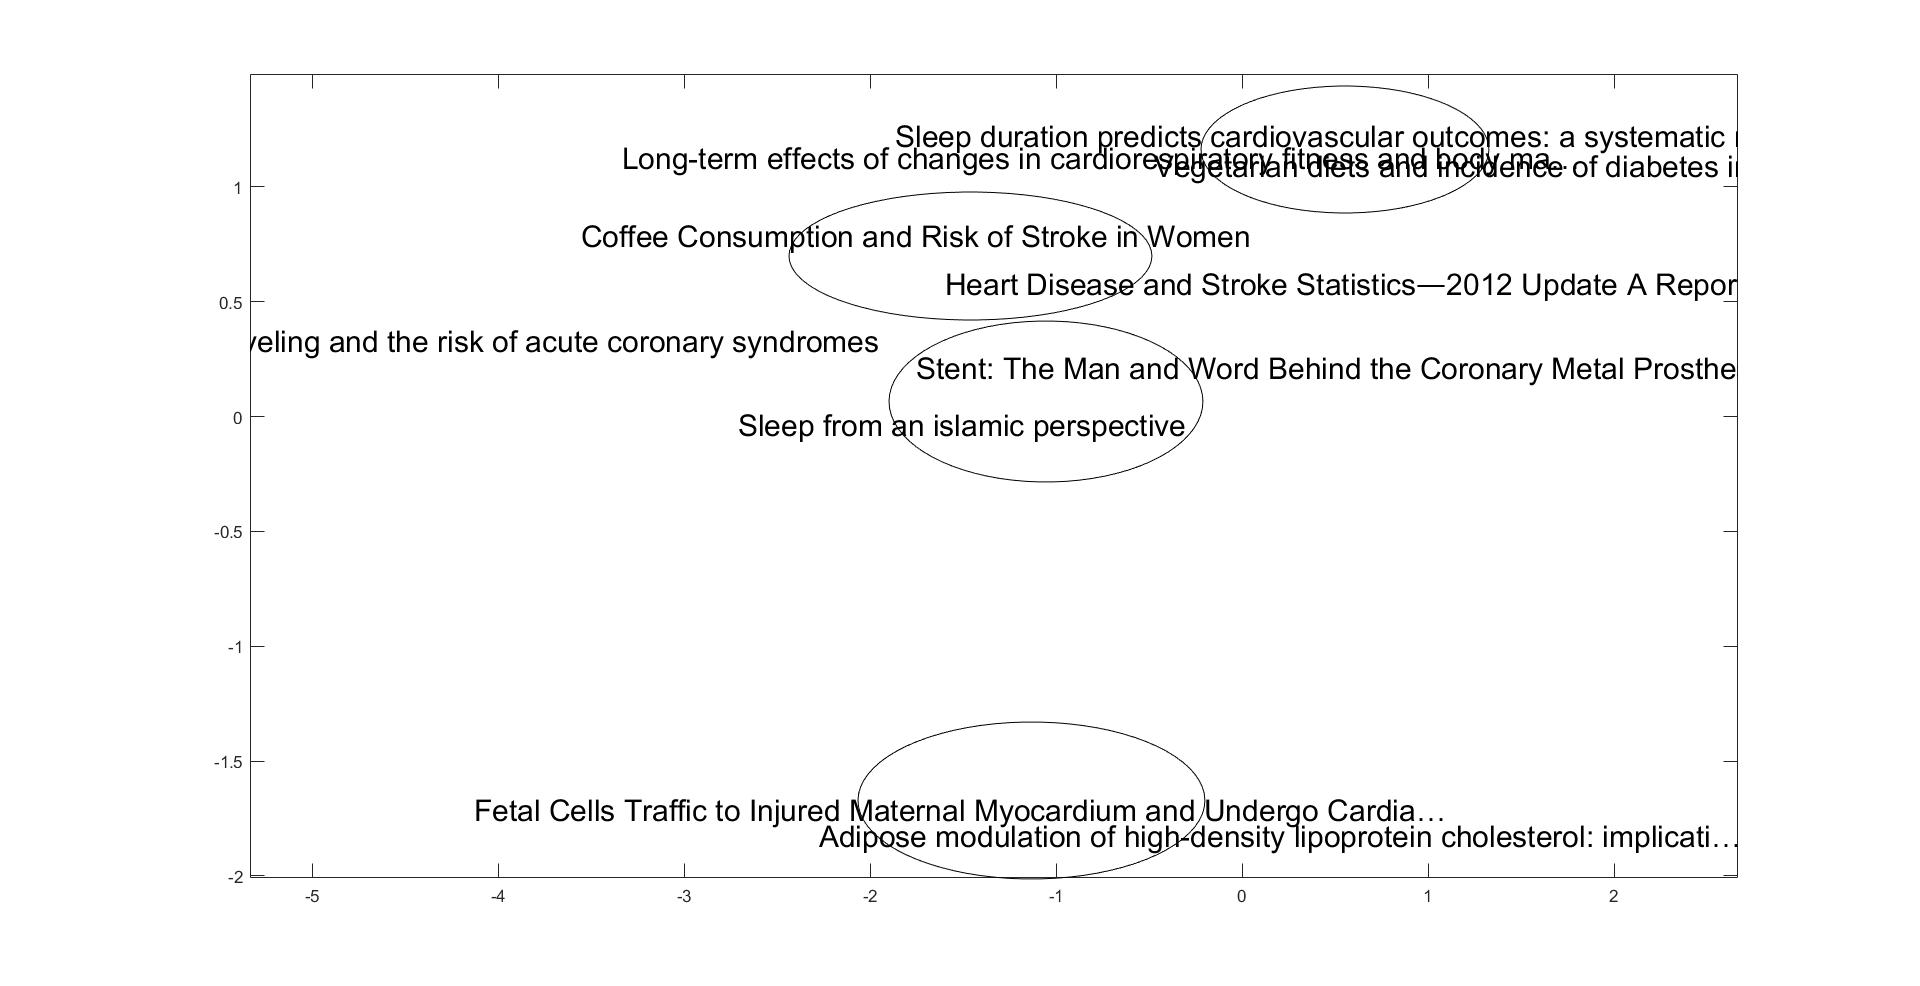 Sleep duration predicts cardiovascular outcomes: a systematic
Long-term effects of changes in cardiorespiratory fitness and body ma…
Vegetarian diets and incidence of diabetes i
1
Coffee Consumption and Risk of Stroke in Women
Heart Disease and Stroke Statistics—2012 Update A Repor
0.5
veling and the risk of acute coronary syndromes
Stent: The Man and Word Behind the Coronary Metal Prosthe
0
Sleep from an islamic perspective
-0.5
-1
-1.5
Fetal Cells Traffic to Injured Maternal Myocardium and Undergo Cardia…
Adipose modulation of high-density lipoprotein cholesterol: implicati…
-2
-5 -4 -3 -2 -1 0 1 2